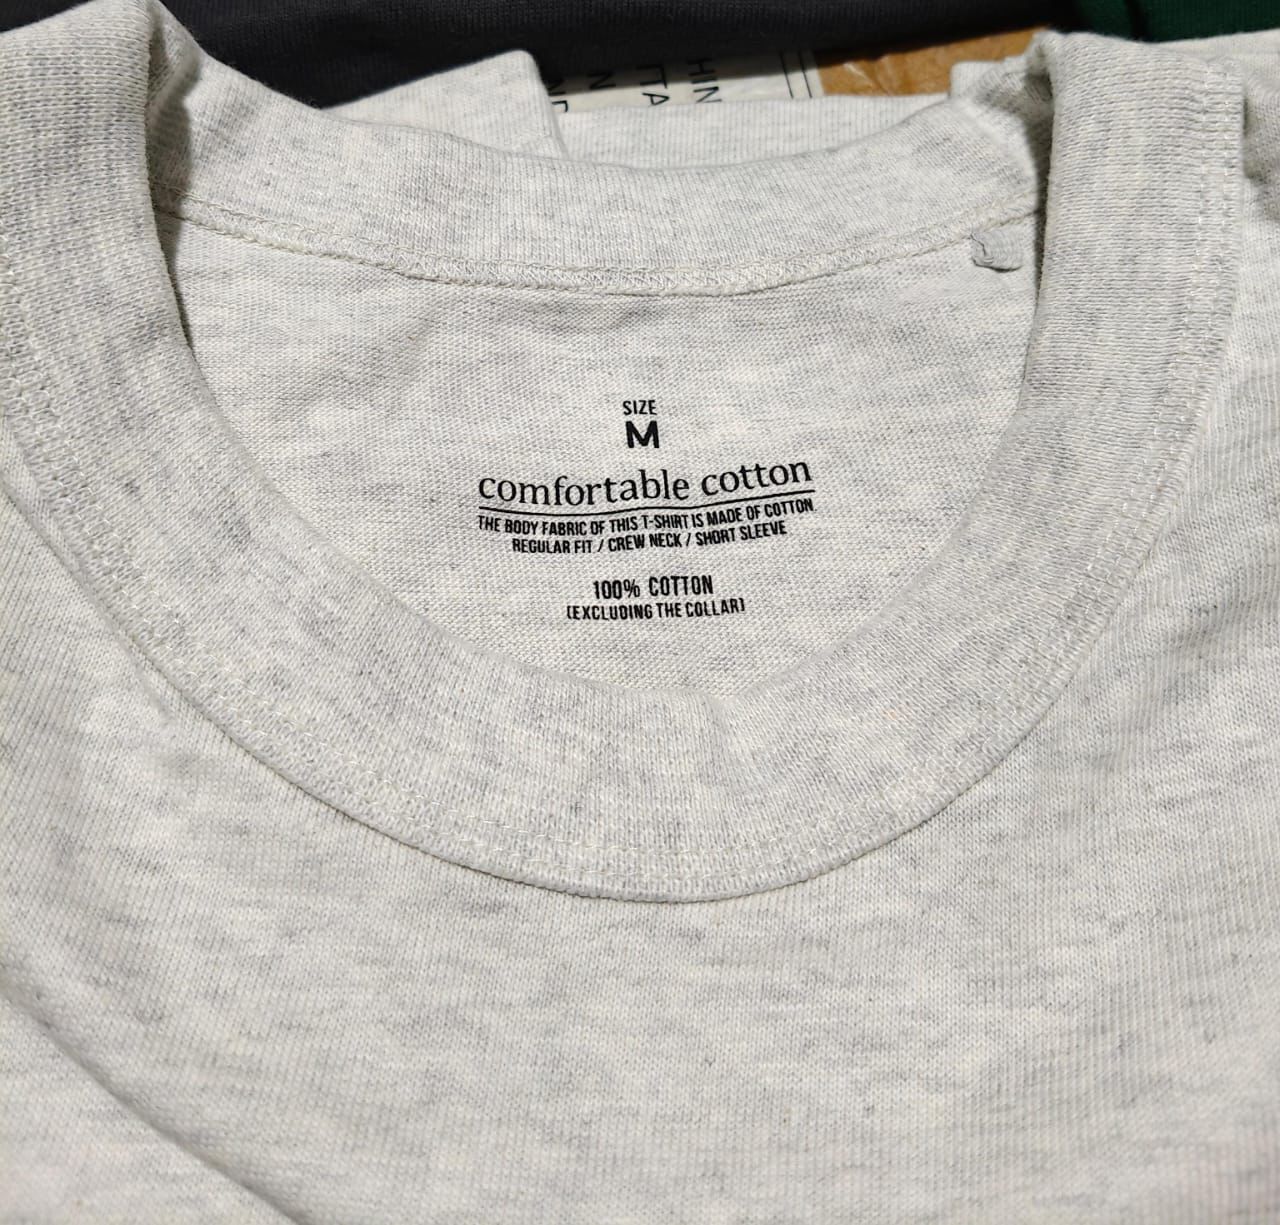 SIZE
M
comfortable cotton
THE BODY FABRIC OF THIS T-SHIRT IS MADE OF COTTON
REGULAR FIT / CREW NECK / SHORT SLEEVE
100% COTTON
(EXCLUDING THE COLLAR)